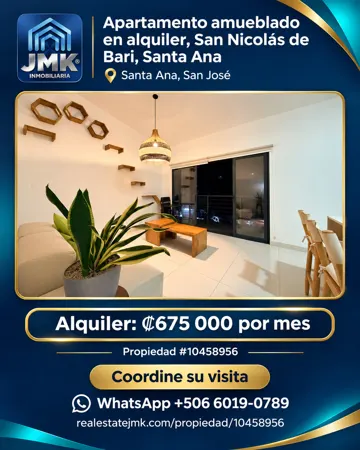 JMK
INMOBILIARIA
Apartamento amueblado
en alquiler, San Nicolás de
Bari, Santa Ana
Santa Ana, San José
Alquiler: ₡675 000 por mes
Propiedad #10458956
Coordine su visita
WhatsApp +506 6019-0789
realestatejmk.com/propiedad/10458956